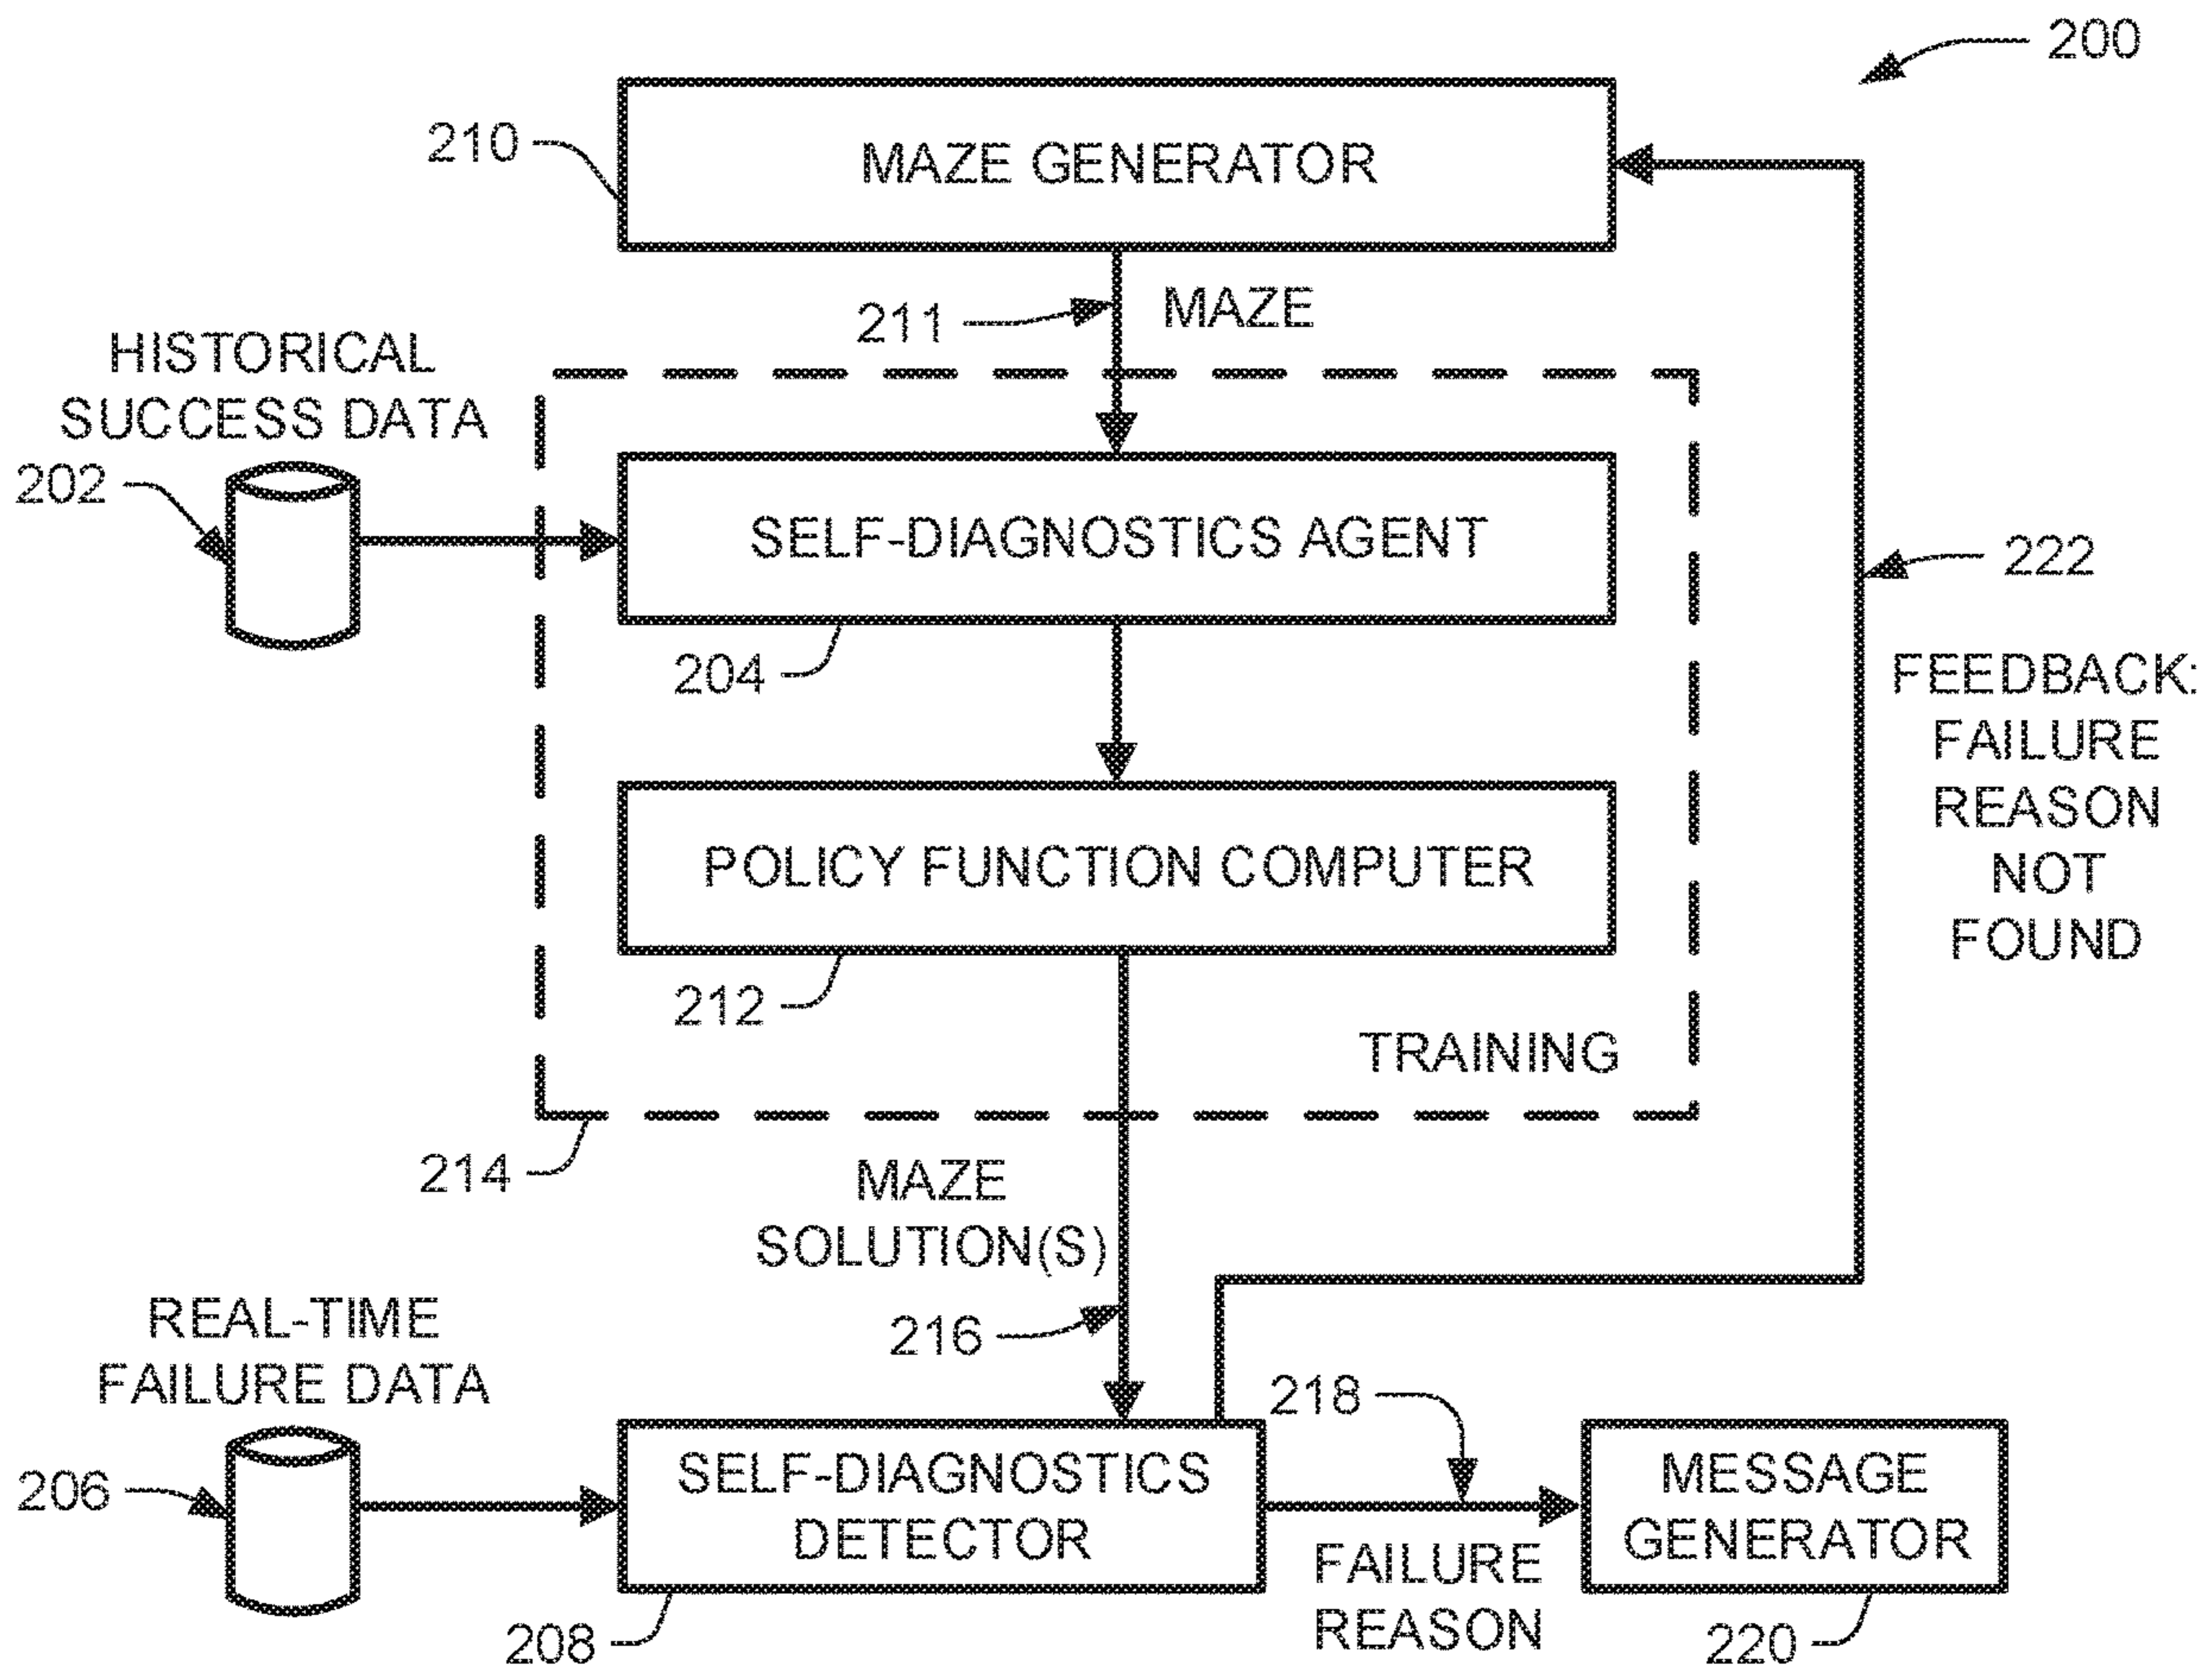 200
210
MAZE GENERATOR
211
MAZE
HISTORICAL
SUCCESS DATA
202
SELF-DIAGNOSTICS AGENT
204
222
FEEDBACK:
FAILURE
REASON
NOT
FOUND
POLICY FUNCTION COMPUTER
212
TRAINING
214
MAZE
SOLUTION(S)
216
REAL-TIME
FAILURE DATA
206
SELF-DIAGNOSTICS
DETECTOR
208
218
FAILURE
REASON
MESSAGE
GENERATOR
220